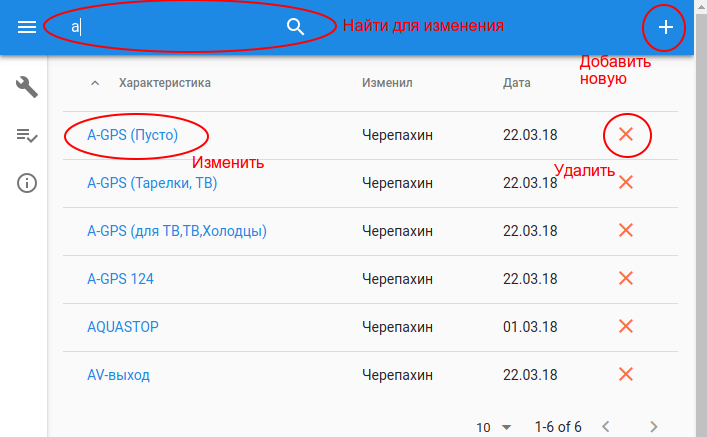 a
Найти для изменения
Добавить
новую
Характеристика Изменил Дата
A-GPS (Пусто) Черепахин 22.03.18
Изменить
Удалить
A-GPS (Тарелки, ТВ) Черепахин 22.03.18
A-GPS (для ТВ,ТВ,Холодцы) Черепахин 22.03.18
A-GPS 124 Черепахин 22.03.18
AQUASTOP Черепахин 01.03.18
AV-выход Черепахин 22.03.18
10 1-6 of 6